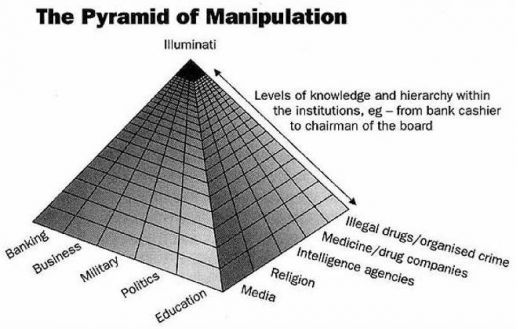 The Pyramid of Manipulation
Illuminati
Levels of knowledge and hierarchy within
the institutions, eg – from bank cashier
to chairman of the board
Banking
Business
Military
Politics
Education
Media
Religion
Intelligence agencies
Medicine/drug companies
Illegal drugs/organised crime